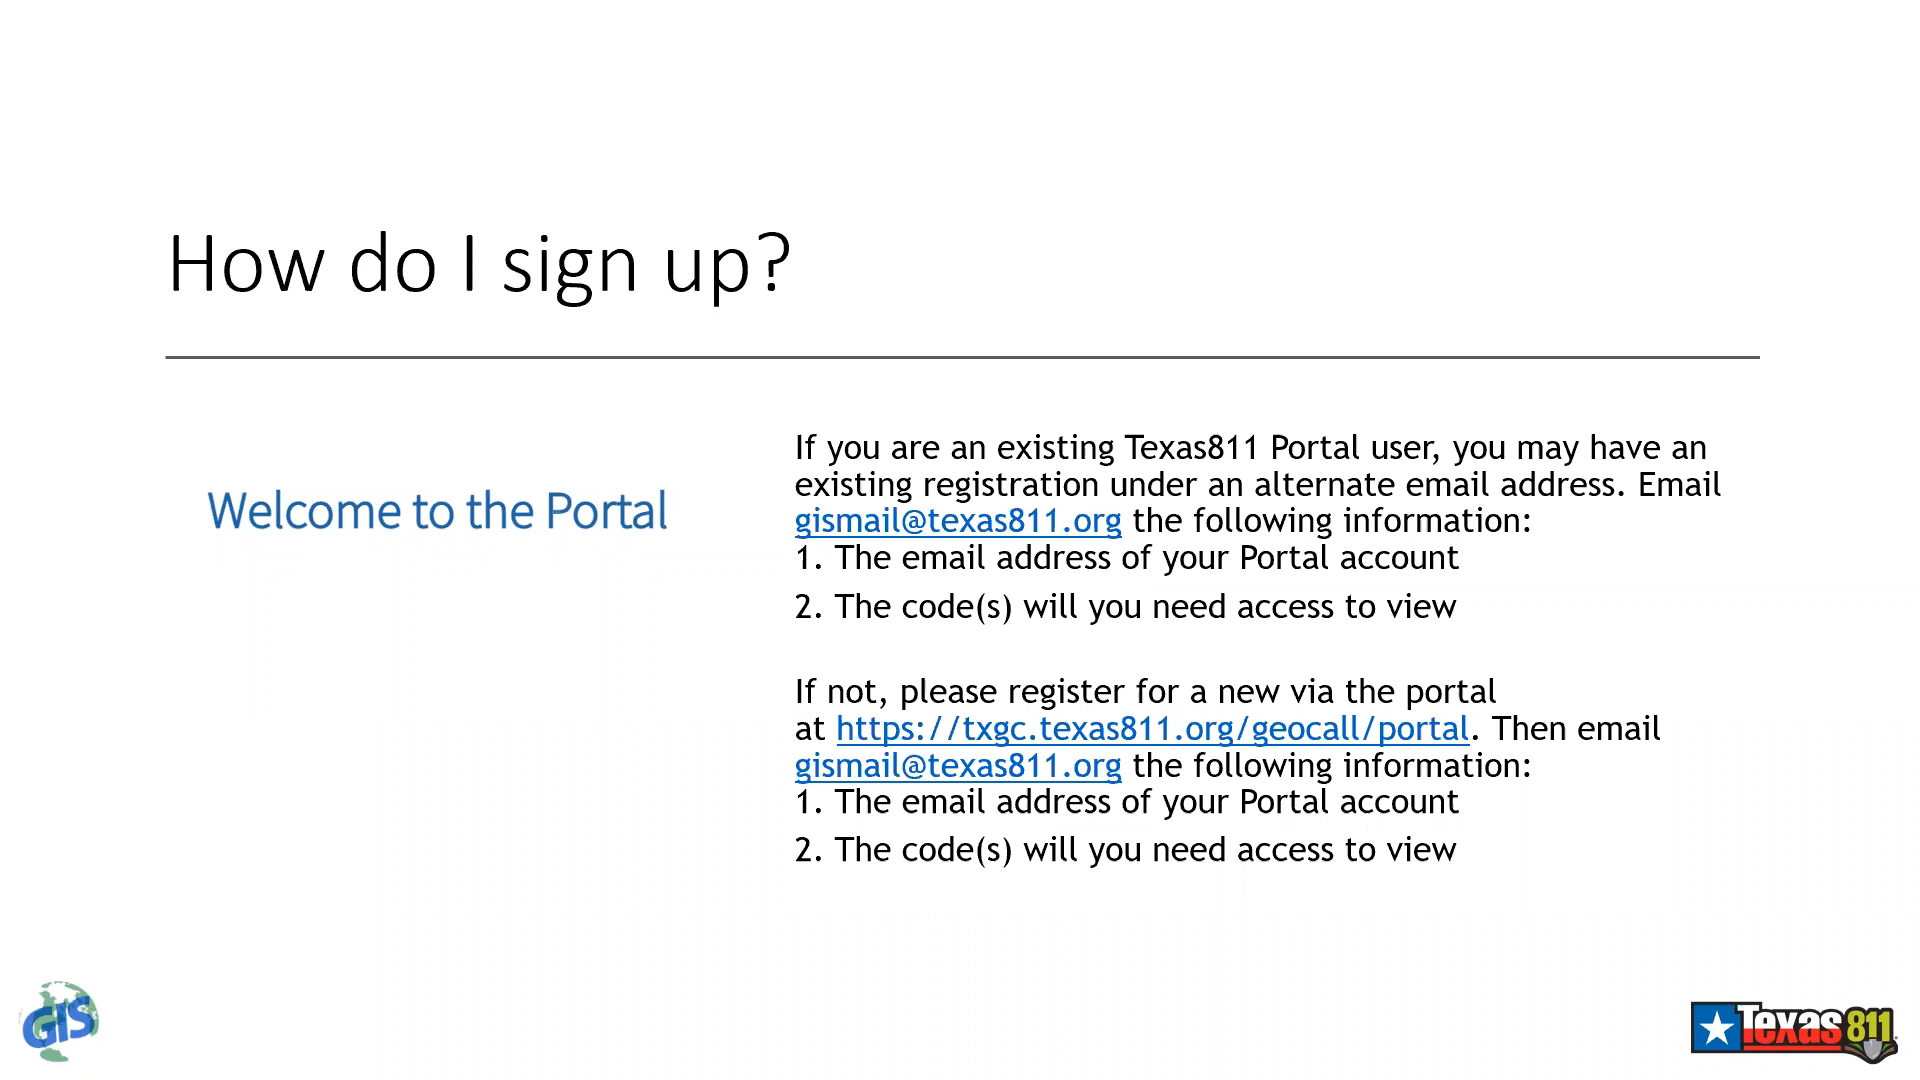 How do I sign up?
Welcome to the Portal
If you are an existing Texas811 Portal user, you may have an
existing registration under an alternate email address. Email
gismail@texas811.org the following information:
1. The email address of your Portal account
2. The code(s) will you need access to view
If not, please register for a new via the portal
at https://txgc.texas811.org/geocall/portal. Then email
gismail@texas811.org the following information:
1. The email address of your Portal account
2. The code(s) will you need access to view
GIS
Texas 811